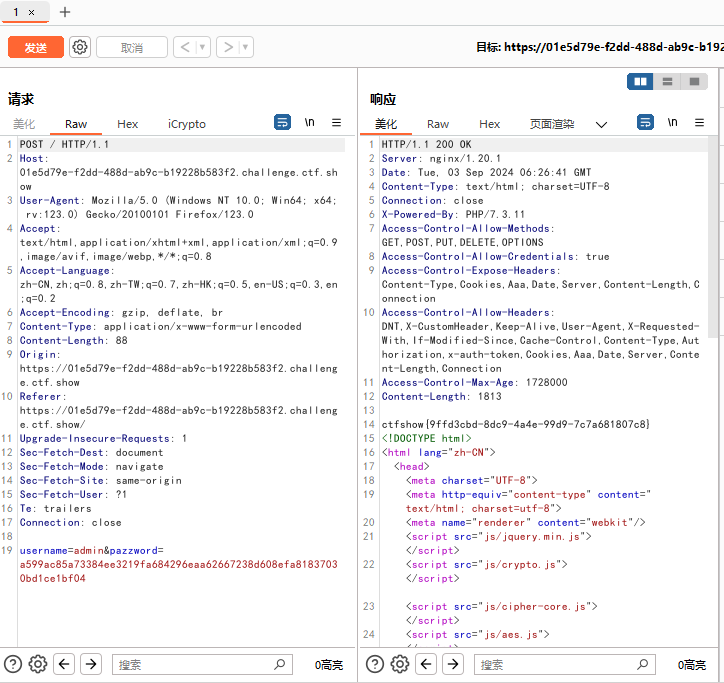 1 ×
+
发送
取消
<
>
目标: https://01e5d79e-f2dd-488d-ab9c-b192
请求
美化
Raw
Hex
iCrypto
\n
1 POST / HTTP/1.1
2 Host:
01e5d79e-f2dd-488d-ab9c-b19228b583f2.challenge.ctf.sh
ow
3 User-Agent: Mozilla/5.0 (Windows NT 10.0; Win64; x64;
rv:123.0) Gecko/20100101 Firefox/123.0
4 Accept:
text/html,application/xhtml+xml,application/xml;q=0.9
,image/avif,image/webp,*/*;q=0.8
5 Accept-Language:
zh-CN,zh;q=0.8,zh-TW;q=0.7,zh-HK;q=0.5,en-US;q=0.3,en
;q=0.2
6 Accept-Encoding: gzip, deflate, br
7 Content-Type: application/x-www-form-urlencoded
8 Content-Length: 88
9 Origin:
https://01e5d79e-f2dd-488d-ab9c-b19228b583f2.challeng
e.ctf.show
10 Referer:
https://01e5d79e-f2dd-488d-ab9c-b19228b583f2.challeng
e.ctf.show/
11 Upgrade-Insecure-Requests: 1
12 Sec-Fetch-Dest: document
13 Sec-Fetch-Mode: navigate
14 Sec-Fetch-Site: same-origin
15 Sec-Fetch-User: ?1
16 Te: trailers
17 Connection: close
18
19 username=admin&pazzword=
a599ac85a73384ee3219fa684296eaa62667238d608efa8183703
0bd1ce1bf04
搜索
0高亮
响应
美化
Raw
Hex
页面渲染
\n
1 HTTP/1.1 200 OK
2 Server: nginx/1.20.1
3 Date: Tue, 03 Sep 2024 06:26:41 GMT
4 Content-Type: text/html; charset=UTF-8
5 Connection: close
6 X-Powered-By: PHP/7.3.11
7 Access-Control-Allow-Methods:
GET,POST,PUT,DELETE,OPTIONS
8 Access-Control-Allow-Credentials: true
9 Access-Control-Expose-Headers:
Content-Type,Cookies,Aaa,Date,Server,Content-Length,C
onnection
10 Access-Control-Allow-Headers:
DNT,X-CustomHeader,Keep-Alive,User-Agent,X-Requested-
With,If-Modified-Since,Cache-Control,Content-Type,Aut
horization,x-auth-token,Cookies,Aaa,Date,Server,Conte
nt-Length,Connection
11 Access-Control-Max-Age: 1728000
12 Content-Length: 1813
13
14 ctfshow{9ffd3cbd-8dc9-4a4e-99d9-7c7a681807c8}
15 <!DOCTYPE html>
16 <html lang="zh-CN">
17 <head>
18 <meta charset="UTF-8">
19 <meta http-equiv="content-type" content="
text/html; charset=utf-8">
20 <meta name="renderer" content="webkit"/>
21 <script src="js/jquery.min.js">
</script>
22 <script src="js/crypto.js">
</script>
23 <script src="js/cipher-core.js">
</script>
24 <script src="js/aes.js">
搜索
0高亮